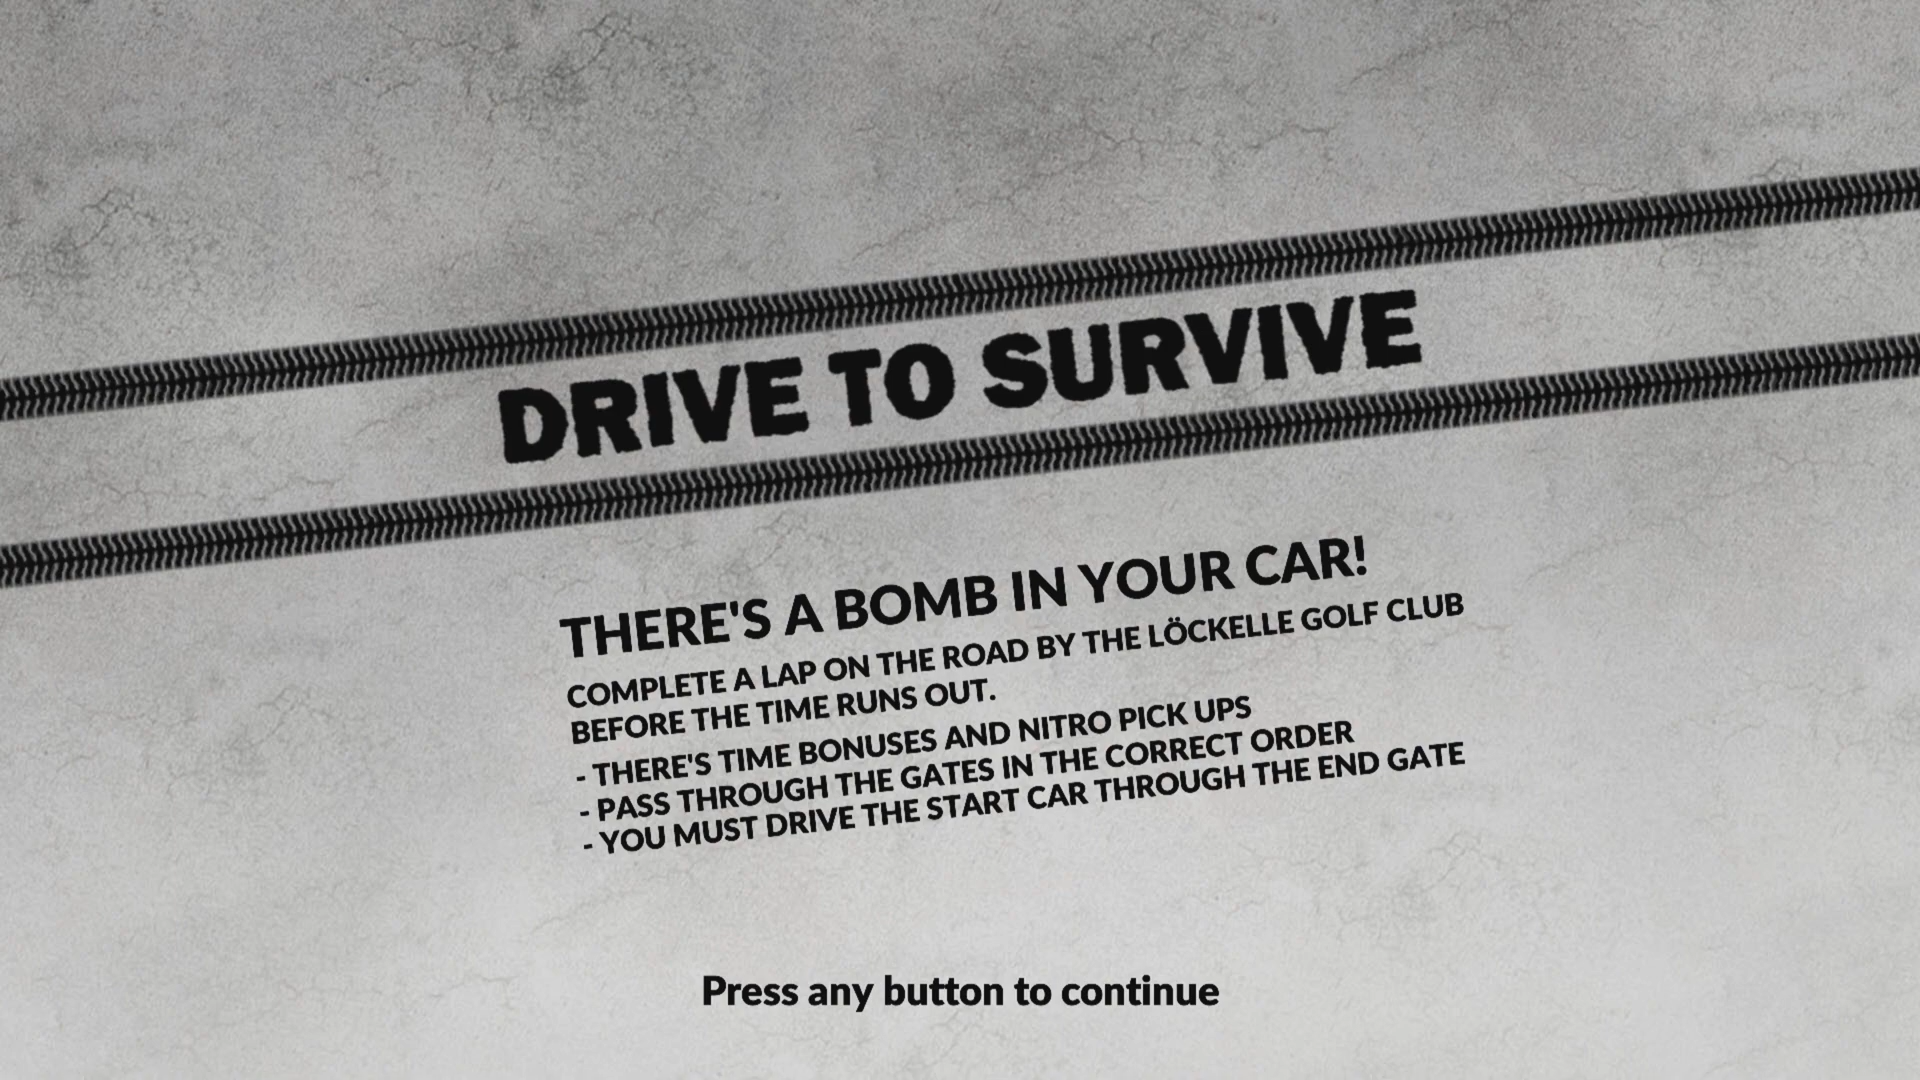 DRIVE TO SURVIVE
THERE'S A BOMB IN YOUR CAR!
COMPLETE A LAP ON THE ROAD BY THE LÖCKELLE GOLF CLUB
BEFORE THE TIME RUNS OUT.
- THERE'S TIME BONUSES AND NITRO PICK UPS
- PASS THROUGH THE GATES IN THE CORRECT ORDER
- YOU MUST DRIVE THE START CAR THROUGH THE END GATE
Press any button to continue